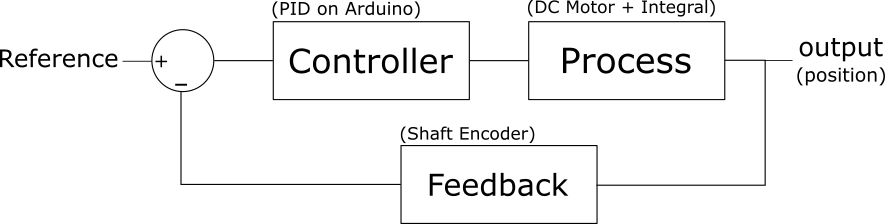 (PID on Arduino)
(DC Motor + Integral)
Reference
+
−
Controller
Process
output
(position)
(Shaft Encoder)
Feedback